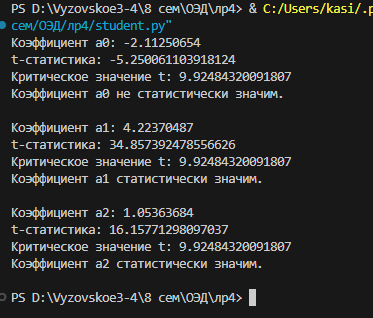 PS D:\Vyzovskoe3-4\8 сем\ОЭД\лр4> & C:/Users/kasi/.p
сем/ОЭД/лр4/student.py"
Коэффициент a0: -2.11250654
t-статистика: -5.250061103918124
Критическое значение t: 9.92484320091807
Коэффициент a0 не статистически значим.
Коэффициент a1: 4.22370487
t-статистика: 34.857392478556626
Критическое значение t: 9.92484320091807
Коэффициент a1 статистически значим.
Коэффициент a2: 1.05363684
t-статистика: 16.15771298097037
Критическое значение t: 9.92484320091807
Коэффициент a2 статистически значим.
PS D:\Vyzovskoe3-4\8 сем\ОЭД\лр4>